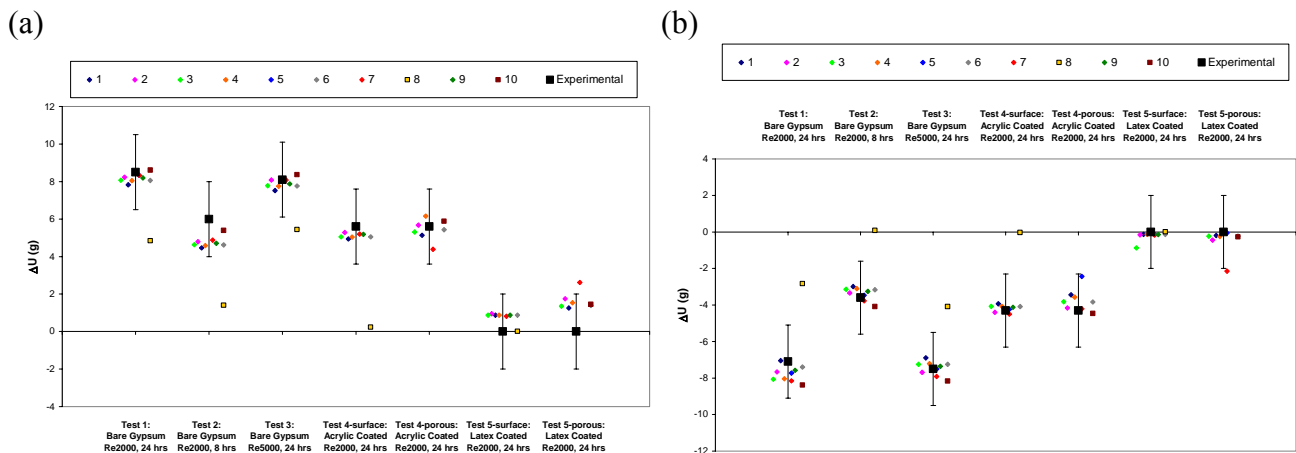 (a)
1 2 3 4 5 6 7 8 9 10 Experimental
12
10
8
6
4
2
0
-2
-4
ΔU (g)
Test 1: Test 2: Test 3: Test 4-surface: Test 4-porous: Test 5-surface: Test 5-porous:
Bare Gypsum Bare Gypsum Bare Gypsum Acrylic Coated Acrylic Coated Latex Coated Latex Coated
Re2000, 24 hrs Re2000, 8 hrs Re5000, 24 hrs Re2000, 24 hrs Re2000, 24 hrs Re2000, 24 hrs Re2000, 24 hrs
(b)
1 2 3 4 5 6 7 8 9 10 Experimental
Test 1: Test 2: Test 3: Test 4-surface: Test 4-porous: Test 5-surface: Test 5-porous:
Bare Gypsum Bare Gypsum Bare Gypsum Acrylic Coated Acrylic Coated Latex Coated Latex Coated
Re2000, 24 hrs Re2000, 8 hrs Re5000, 24 hrs Re2000, 24 hrs Re2000, 24 hrs Re2000, 24 hrs Re2000, 24 hrs
4
2
0
-2
-4
-6
-8
-10
-12
ΔU (g)